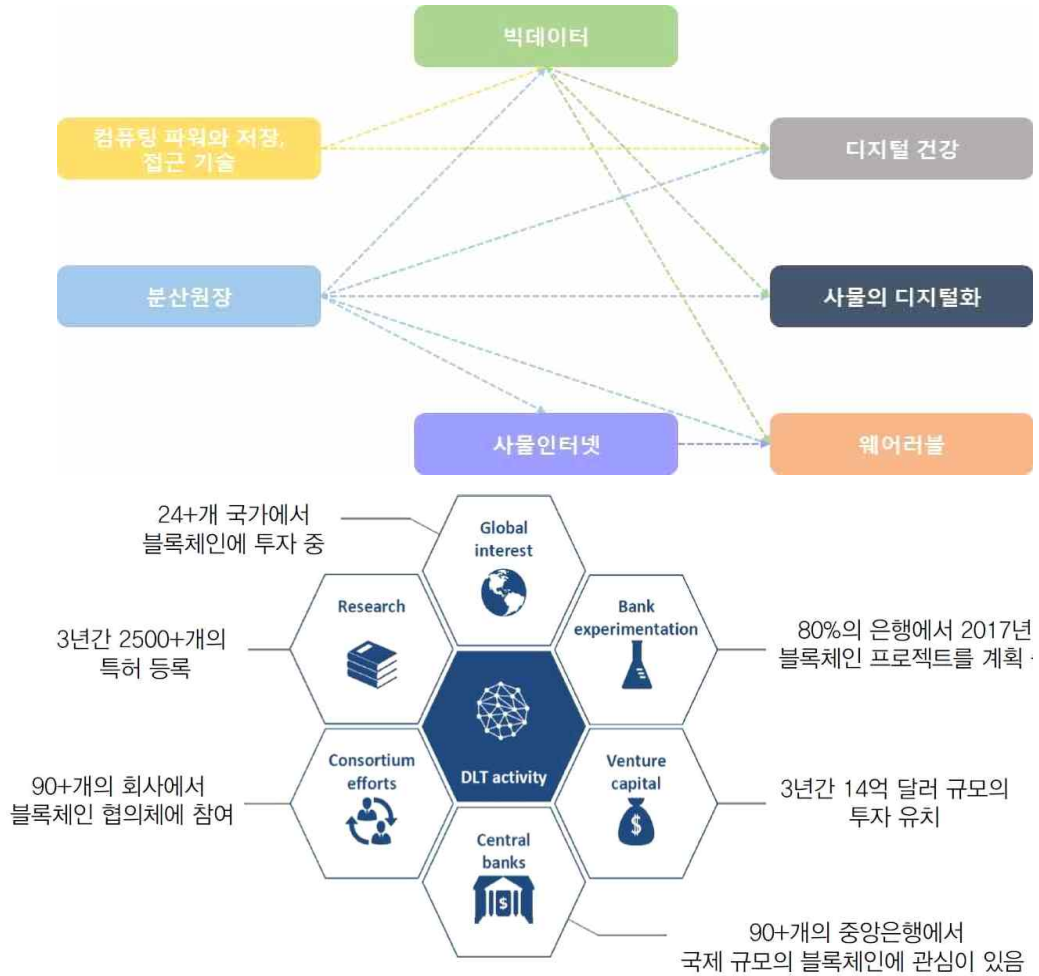 빅데이터
컴퓨팅 파워와 저장,
접근 기술
디지털 건강
분산원장
사물의 디지털화
사물인터넷
웨어러블
24+개 국가에서
블록체인에 투자 중
Global
interest
Research
3년간 2500+개의
특허 등록
Bank
experimentation
80%의 은행에서 2017년
블록체인 프로젝트를 계획
DLT activity
Consortium
efforts
90+개의 회사에서
블록체인 협의체에 참여
Venture
capital
$
3년간 14억 달러 규모의
투자 유치
Central
banks
$
90+개의 중앙은행에서
국제 규모의 블록체인에 관심이 있음